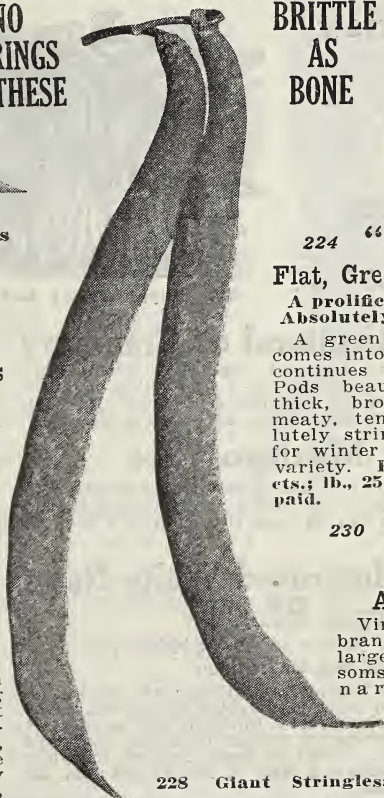 NO
RINGS
THESE
BRITTLE
AS
BONE
s
224 “
Flat, Gre
A prolific
Absolutely
A green
comes into
continues
Pods beau
thick, bro
meaty, ten
lutely strin
for winter
variety.
cts.; lb., 25
paid.
230
A
Vin
bran
large
soms
nar
228 Giant Stringless